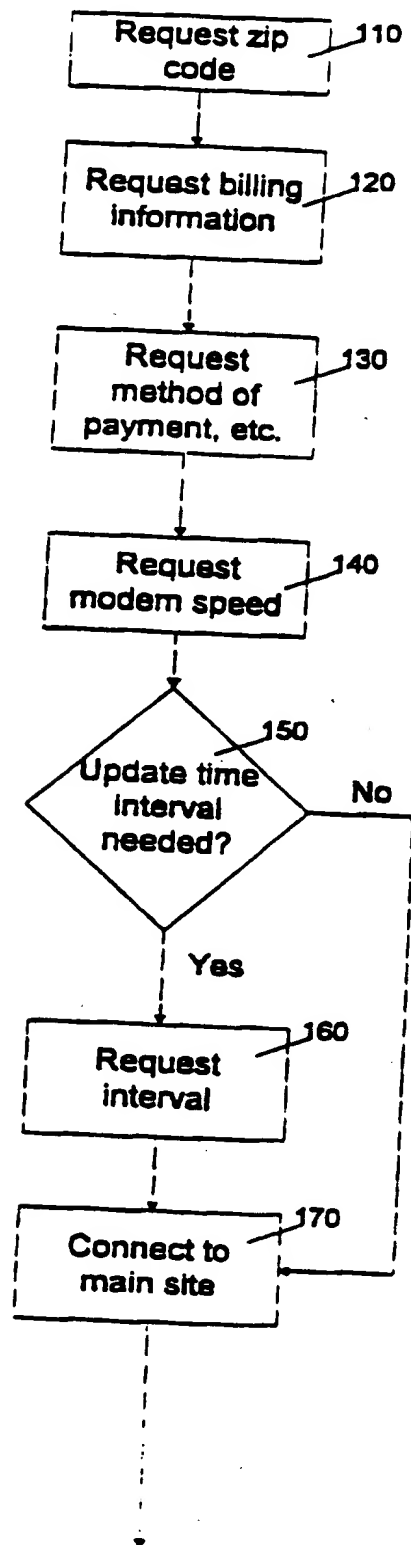 Request zip
code
110
Request billing
information
120
Request
method of
payment, etc.
130
Request
modem speed
140
150
Update time
interval
needed?
No
Yes
160
Request
interval
170
Connect to
main site